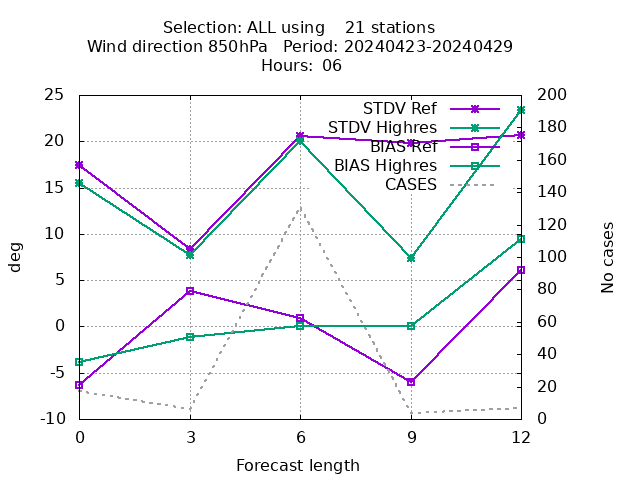 Selection: ALL using    21 stations
Wind direction 850hPa   Period: 20240423-20240429
Hours: 06
25
20
15
10
5
0
-5
-10
deg
STDV Ref
STDV Highres
BIAS Ref
BIAS Highres
CASES
200
180
160
140
120
100
80
60
40
20
0
No cases
0 3 6 9 12
Forecast length